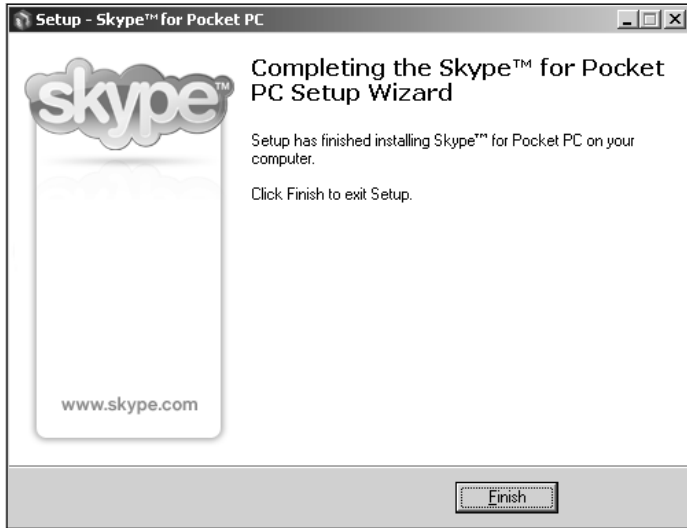 Setup - Skype™ for Pocket PC
skype™
Completing the Skype™ for Pocket
PC Setup Wizard
Setup has finished installing Skype™ for Pocket PC on your
computer.
Click Finish to exit Setup.
www.skype.com
Finish